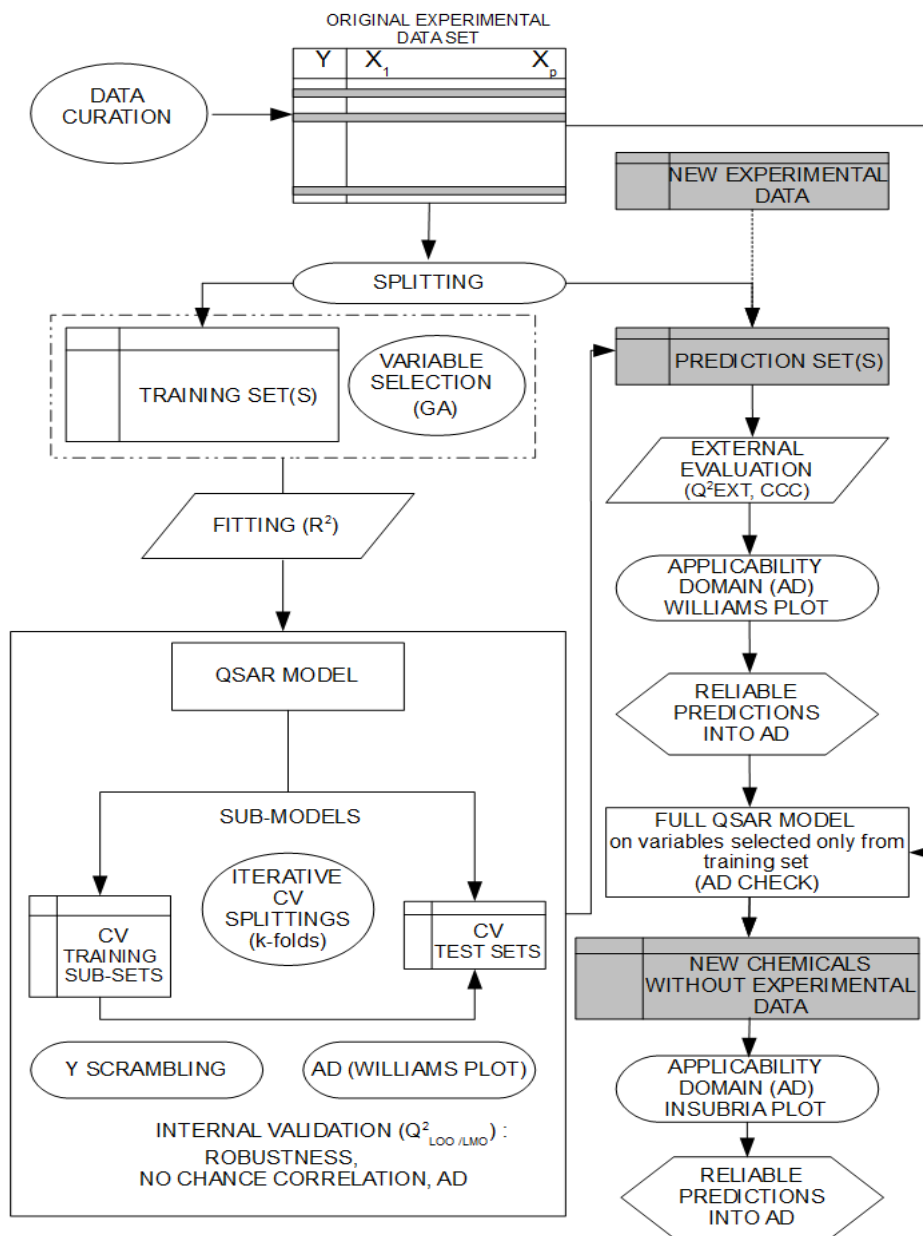 ORIGINAL EXPERIMENTAL
DATA SET
Y X1 Xp
DATA
CURATION
NEW EXPERIMENTAL
DATA
SPLITTING
TRAINING SET(S)
VARIABLE
SELECTION
(GA)
PREDICTION SET(S)
FITTING (R²)
EXTERNAL
EVALUATION
(Q²EXT, CCC)
APPLICABILITY
DOMAIN (AD)
WILLIAMS PLOT
RELIABLE
PREDICTIONS
INTO AD
QSAR MODEL
SUB-MODELS
ITERATIVE
CV
SPLITTINGS
(k-folds)
CV
TRAINING
SUB-SETS
CV
TEST SETS
Y SCRAMBLING
AD (WILLIAMS PLOT)
INTERNAL VALIDATION (Q²LOO /LMO) :
ROBUSTNESS,
NO CHANCE CORRELATION, AD
FULL QSAR MODEL
on variables selected only from
training set
(AD CHECK)
NEW CHEMICALS
WITHOUT EXPERIMENTAL
DATA
APPLICABILITY
DOMAIN (AD)
INSUBRIA PLOT
RELIABLE
PREDICTIONS
INTO AD